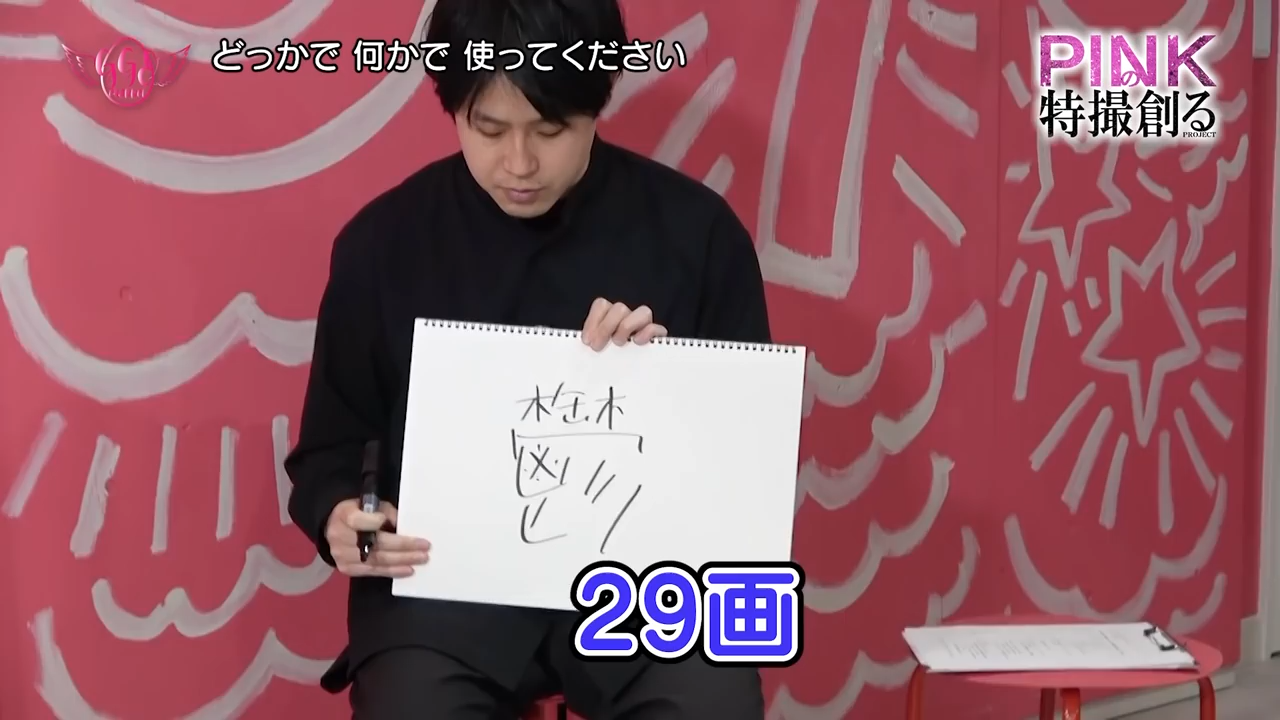 どっかで 何かで 使ってください
PINKの
特撮創る
PROJECT
鬱
29画